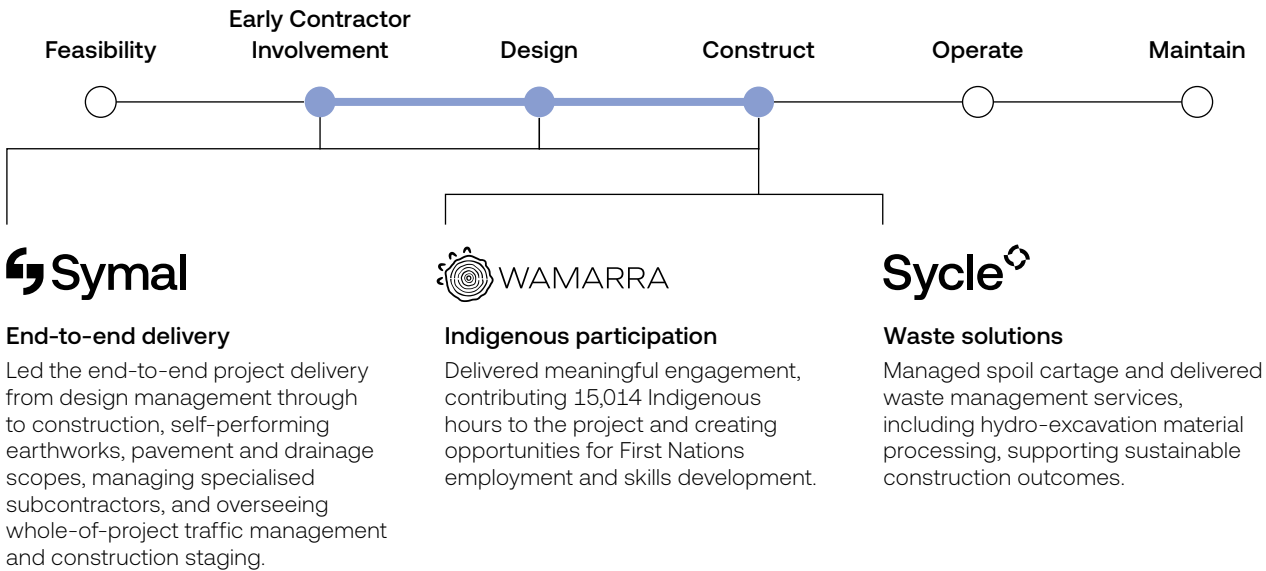 Feasibility
Early Contractor
Involvement
Design
Construct
Operate
Maintain
Symal
End-to-end delivery
Led the end-to-end project delivery
from design management through
to construction, self-performing
earthworks, pavement and drainage
scopes, managing specialised
subcontractors, and overseeing
whole-of-project traffic management
and construction staging.
WAMARRA
Indigenous participation
Delivered meaningful engagement,
contributing 15,014 Indigenous
hours to the project and creating
opportunities for First Nations
employment and skills development.
Sycle
Waste solutions
Managed spoil cartage and delivered
waste management services,
including hydro-excavation material
processing, supporting sustainable
construction outcomes.